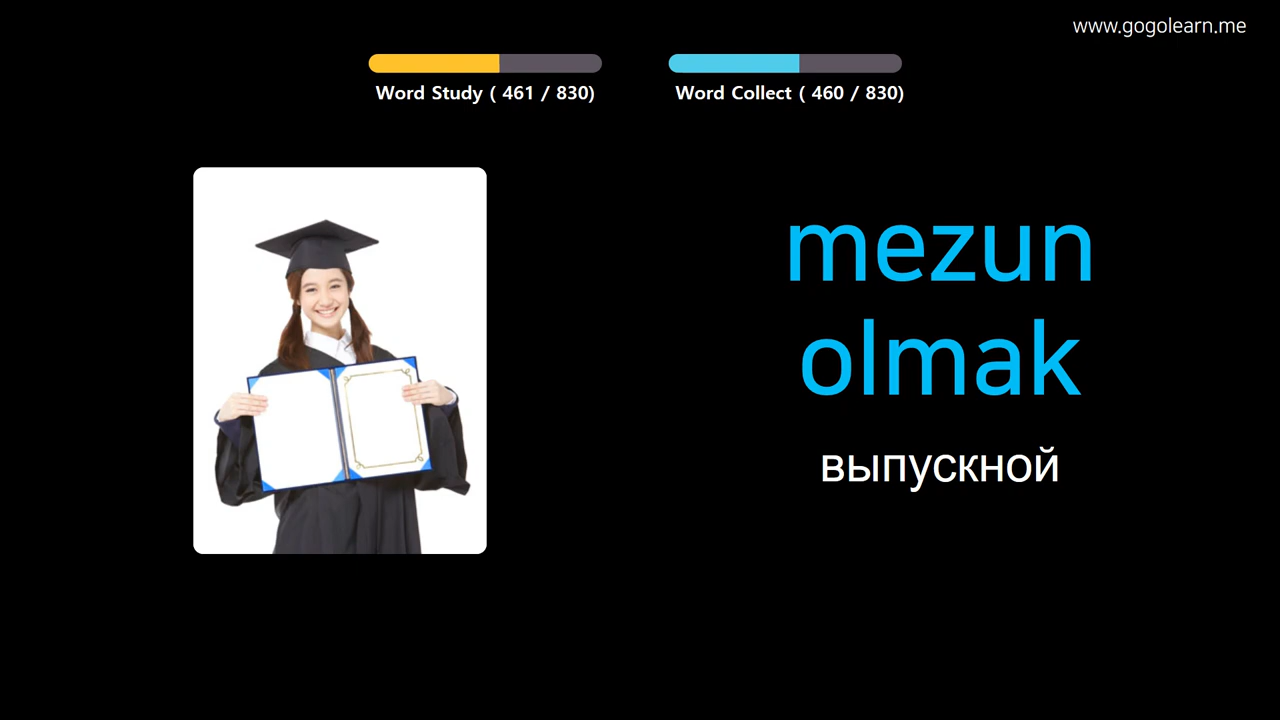 www.gogolearn.me
Word Study ( 461 / 830)
Word Collect ( 460 / 830)
mezun
olmak
выпускной